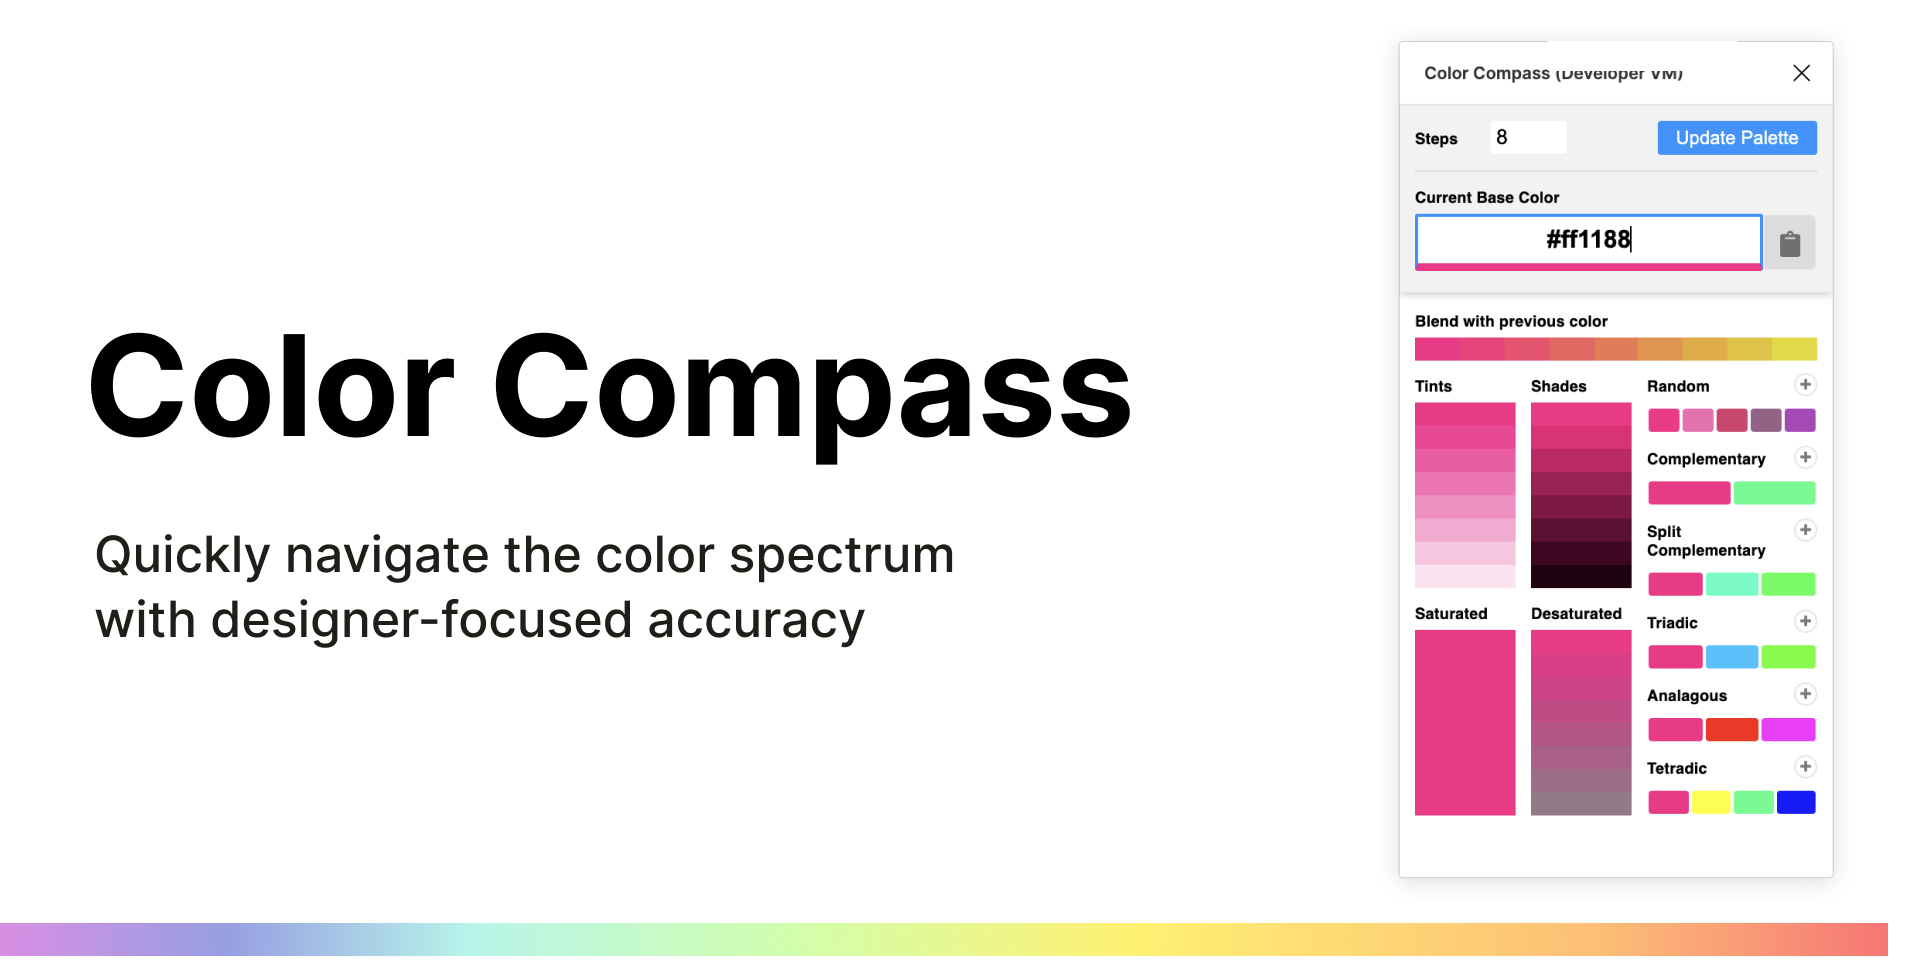 Color Compass
Quickly navigate the color spectrum
with designer-focused accuracy
Color Compass (Developer VM)
Steps
8
Update Palette
Current Base Color
#ff1188
Blend with previous color
Tints
Shades
Random
Complementary
Split
Complementary
Saturated
Desaturated
Triadic
Analagous
Tetradic